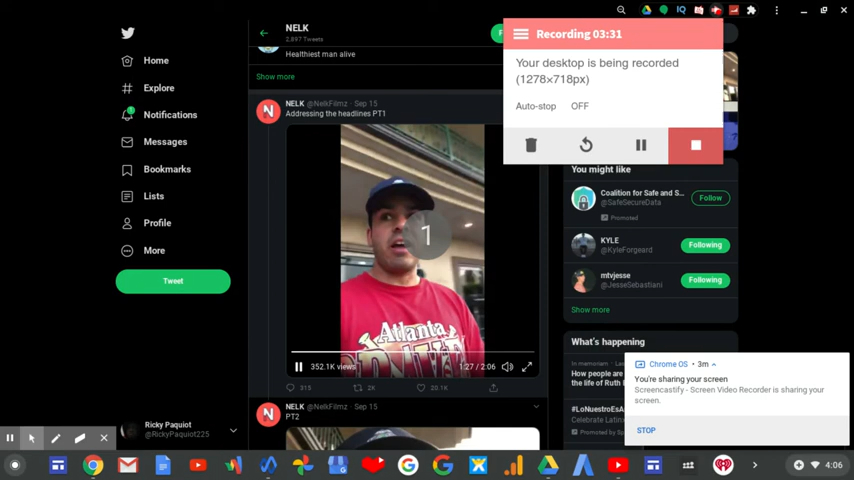 NELK
2,897 Tweets
Healthiest man alive
Show more
Home
Explore
1
Notifications
Messages
Bookmarks
Lists
Profile
More
Tweet
NELK @NelkFilmz · Sep 15
Addressing the headlines PT1
1
Atlanta
352.1K views
1:27 / 2:06
315
2K
20.1K
NELK @NelkFilmz · Sep 15
PT2
Ricky Paquiot
@RickyPaquiot225
Recording 03:31
Your desktop is being recorded
(1278×718px)
Auto-stop OFF
You might like
Coalition for Safe and S...
@SafeSecureData
Promoted
Follow
KYLE
@KyleForgeard
Following
mtvjesse
@JesseSebastiani
Following
Show more
What's happening
In memoriam
How people are
the life of Ruth
#LoNuestroEsA
Celebrate Latin
Promoted by
Chrome OS • 3m
You're sharing your screen
Screencastify - Screen Video Recorder is sharing your
screen.
STOP
4:06